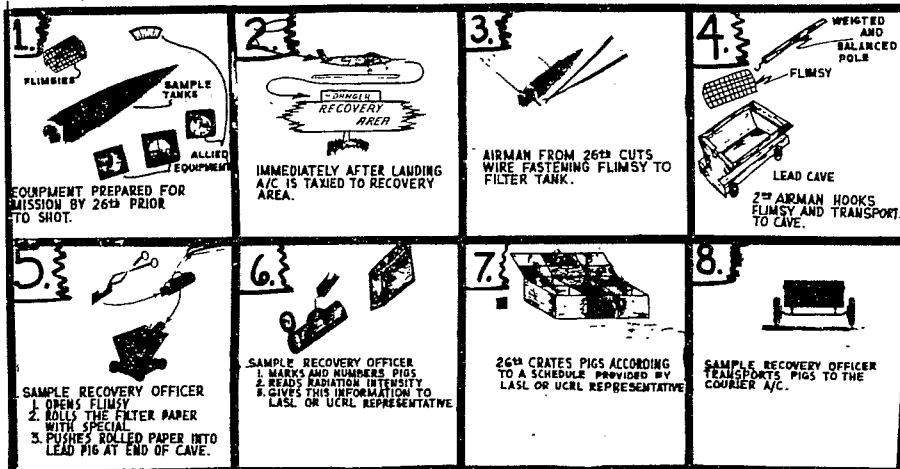 1.
FLIMSIES
SAMPLE
TANKS
ALLIED
EQUIPMENT
EQUIPMENT PREPARED FOR
MISSION BY 26th PRIOR
TO SHOT.
2.
DANGER
RECOVERY
AREA
IMMEDIATELY AFTER LANDING
A/C IS TAXIED TO RECOVERY
AREA.
3.
AIRMAN FROM 26th CUTS
WIRE FASTENING FLIMSY TO
FILTER TANK.
4.
WEIGTED
AND
BALANCED
POLE
FLIMSY
LEAD CAVE
2ND AIRMAN HOOKS
FLIMSY AND TRANSPORT
TO CAVE.
5.
SAMPLE RECOVERY OFFICER
1. OPENS FLIMSY
2. ROLLS THE FILTER PAPER
WITH SPECIAL
3. PUSHES ROLLED PAPER INTO
LEAD PIG AT END OF CAVE.
6.
SAMPLE RECOVERY OFFICER
1. MARKS AND NUMBERS PIGS
2. READS RADIATION INTENSITY
3. GIVES THIS INFORMATION TO
LASL OR UCRL REPRESENTATIVE
7.
26th CRATES PIGS ACCORDING
TO A SCHEDULE PROVIDED BY
LASL OR UCRL REPRESENTATIVE
8.
SAMPLE RECOVERY OFFICER
TRANSPORTS PIGS TO THE
COURIER A/C.